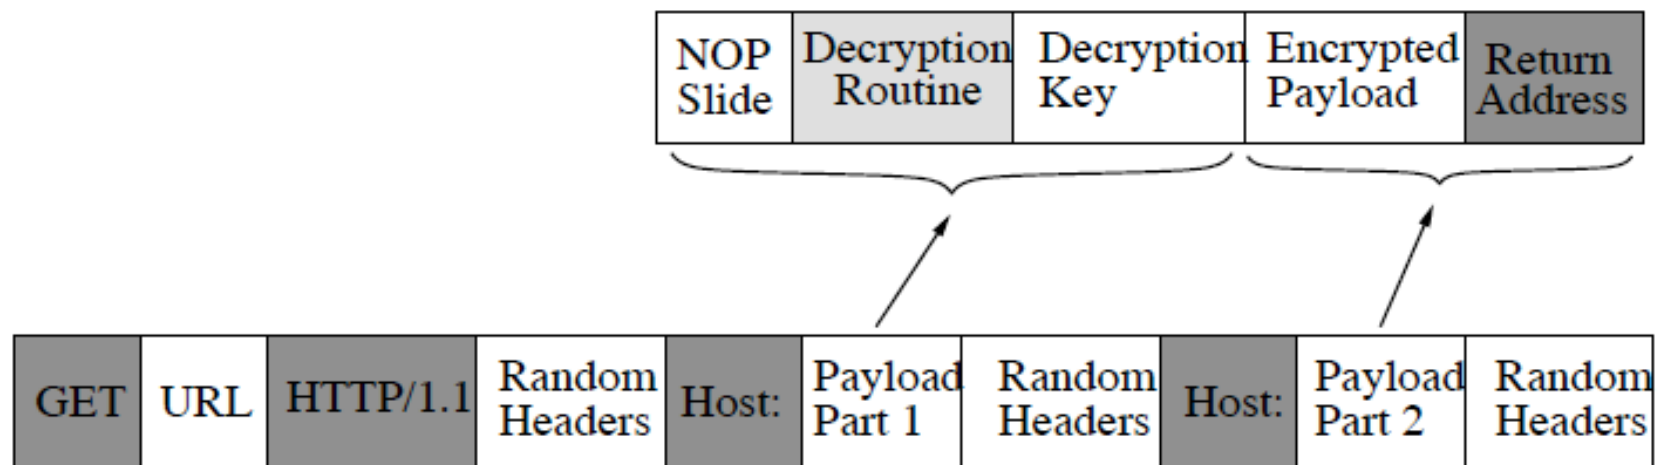 NOP
Slide
Decryption
Routine
Decryption
Key
Encrypted
Payload
Return
Address
GET
URL
HTTP/1.1
Random
Headers
Host:
Payload
Part 1
Random
Headers
Host:
Payload
Part 2
Random
Headers